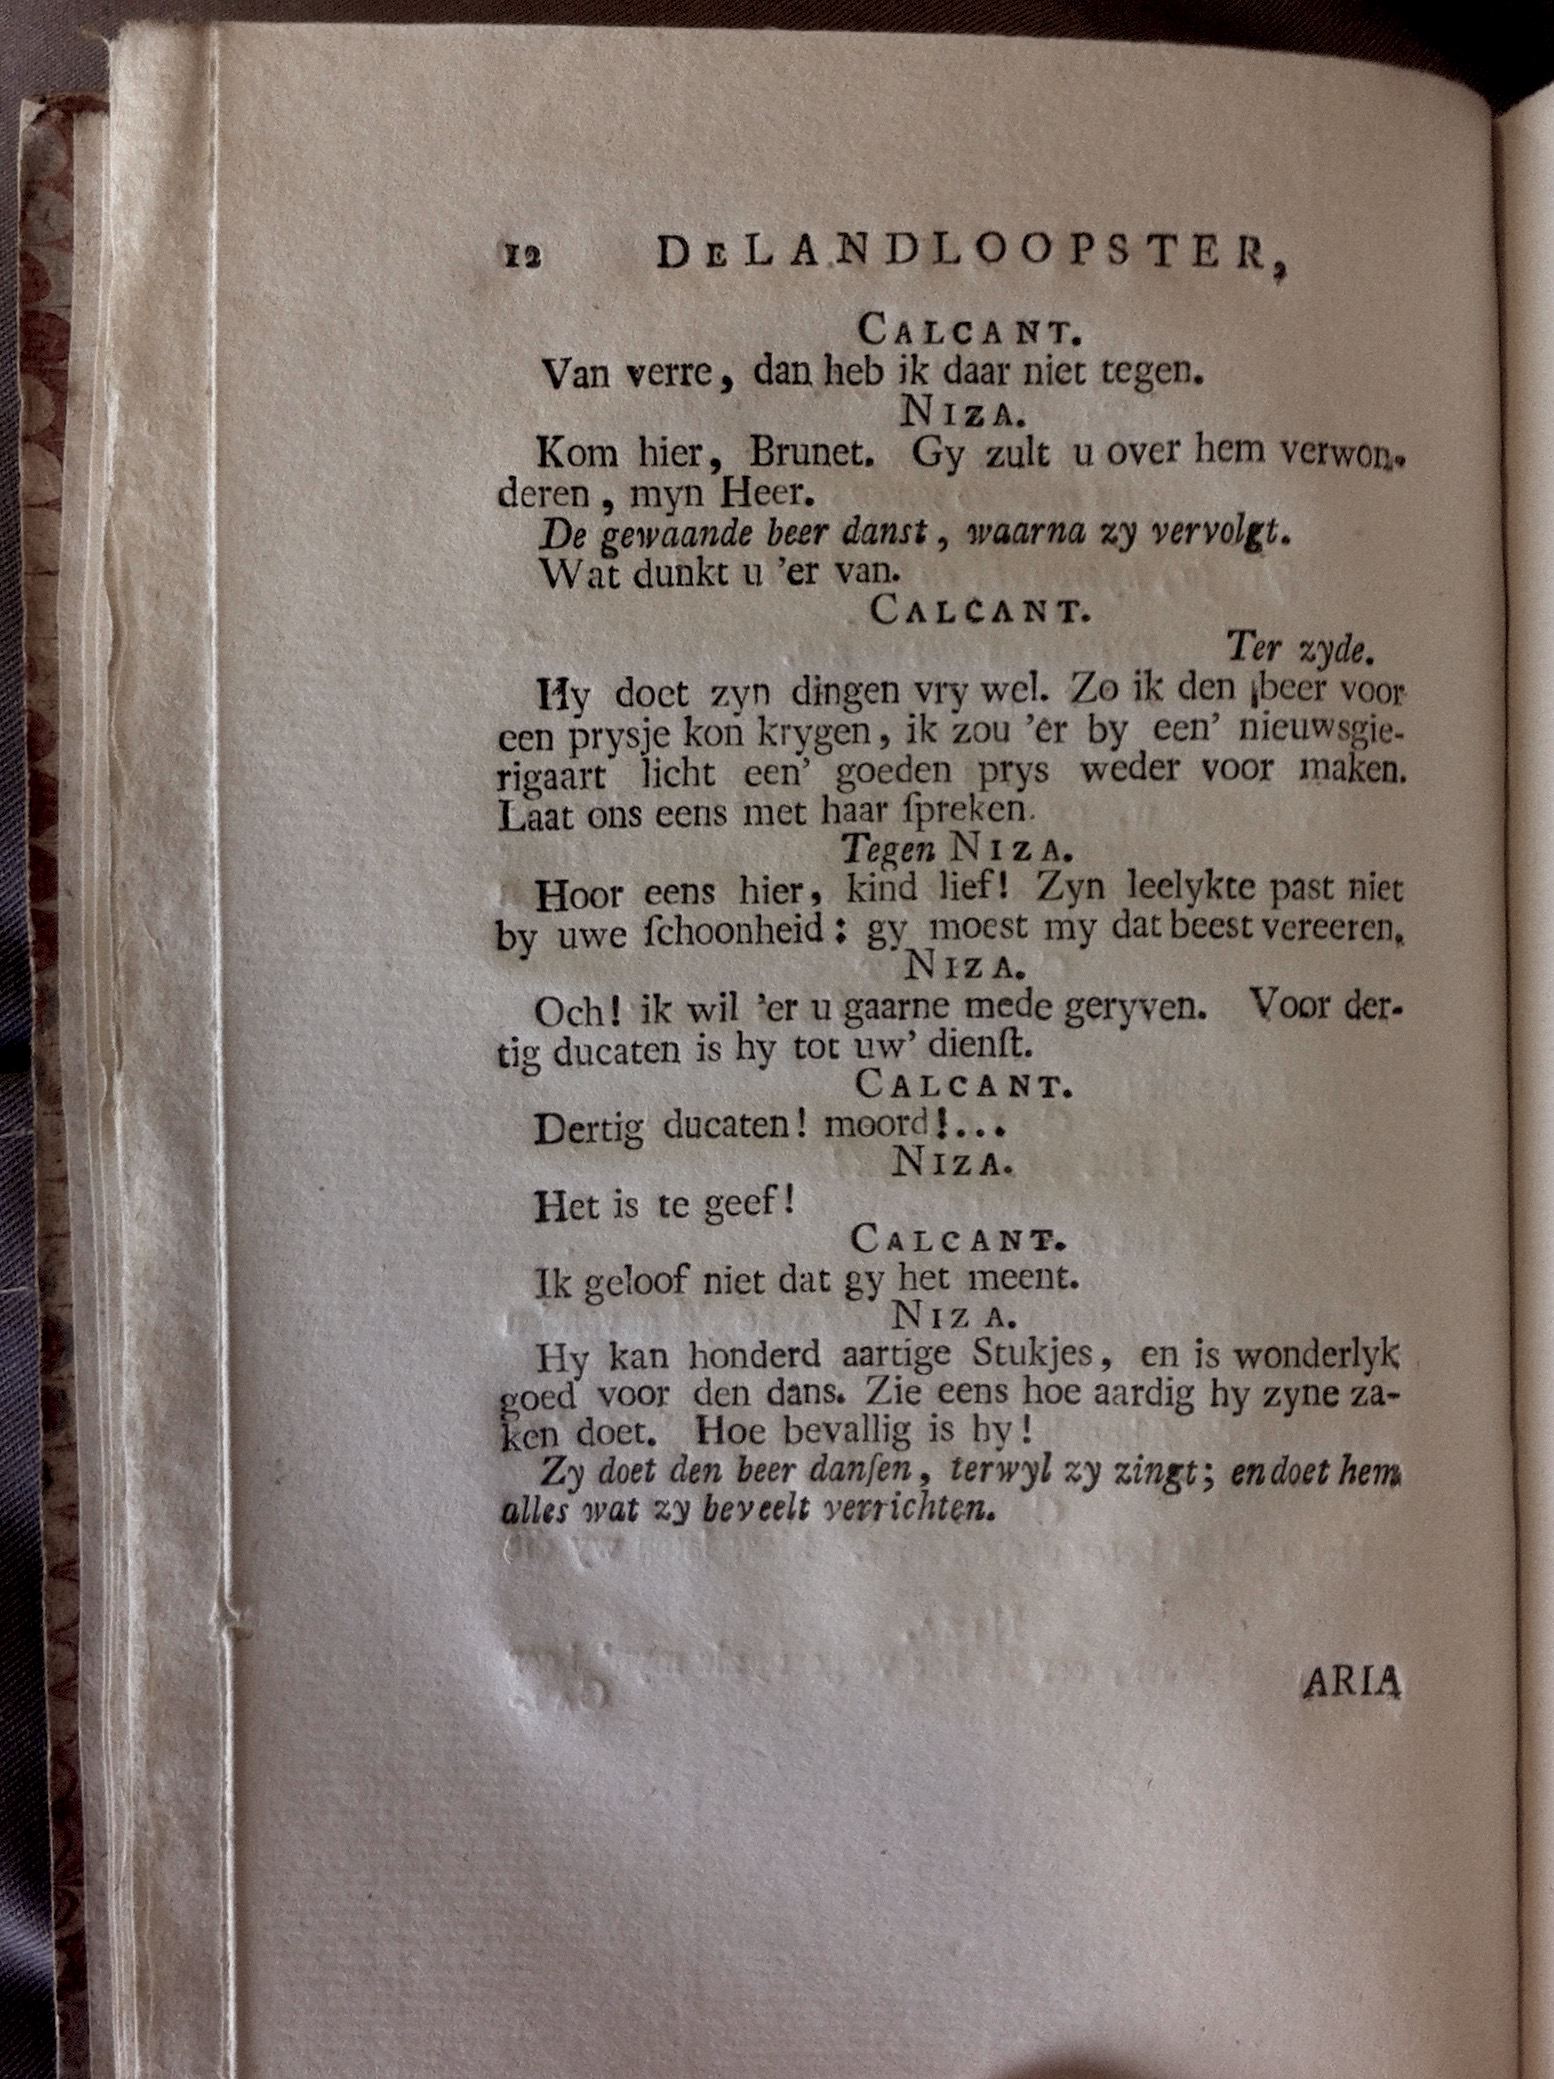 12 DE LANDLOOPSTER,
CALCANT.
Van verre, dan heb ik daar niet tegen.
NIZA.
Kom hier, Brunet. Gy zult u over hem verwon-
deren, myn Heer.
De gewaande beer danst, waarna zy vervolgt.
Wat dunkt u 'er van.
CALCANT.
Ter zyde.
Hy doet zyn dingen vry wel. Zo ik den beer voor
een prysje kon krygen, ik zou 'er by een' nieuwsgie-
rigaart licht een' goeden prys weder voor maken.
Laat ons eens met haar ſpreken.
Tegen NIZA.
Hoor eens hier, kind lief! Zyn leelykte past niet
by uwe ſchoonheid: gy moest my dat beest vereeren.
NIZA.
Och! ik wil 'er u gaarne mede geryven. Voor der-
tig ducaten is hy tot uw' dienſt.
CALCANT.
Dertig ducaten! moord!...
NIZA.
Het is te geef!
CALCANT.
Ik geloof niet dat gy het meent.
NIZA.
Hy kan honderd aartige Stukjes, en is wonderlyk
goed voor den dans. Zie eens hoe aardig hy zyne za-
ken doet. Hoe bevallig is hy!
Zy doet den beer danſen, terwyl zy zingt; en doet hem
alles wat zy beveelt verrichten.
ARIA